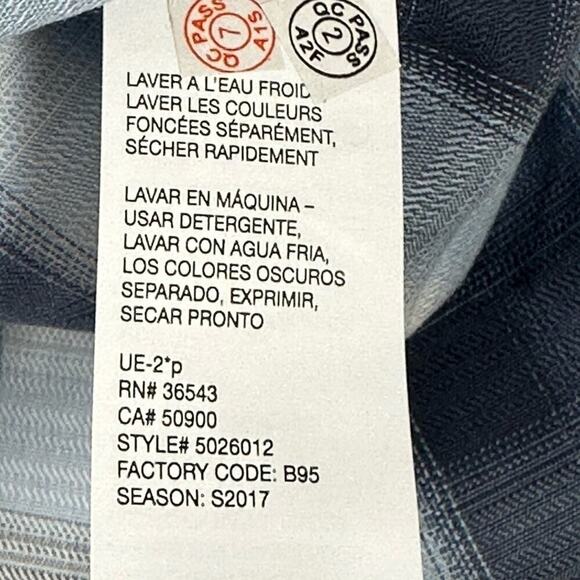 QC PASS 7 A1S
QC PASS 2 A2F
LAVER A L'EAU FROID
LAVER LES COULEURS
FONCÉES SÉPARÉMENT,
SÉCHER RAPIDEMENT
LAVAR EN MÁQUINA –
USAR DETERGENTE,
LAVAR CON AGUA FRIA,
LOS COLORES OSCUROS
SEPARADO, EXPRIMIR,
SECAR PRONTO
UE-2*p
RN# 36543
CA# 50900
STYLE# 5026012
FACTORY CODE: B95
SEASON: S2017